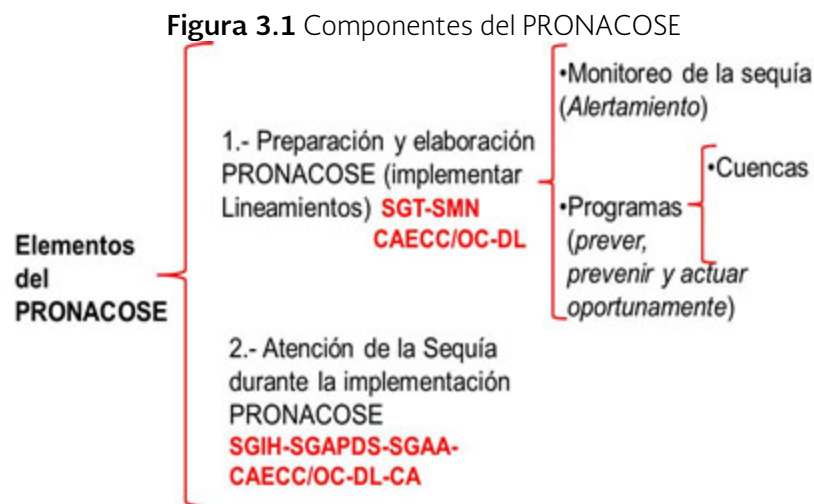 Figura 3.1 Componentes del PRONACOSE
Elementos
del
PRONACOSE
1.- Preparación y elaboración
PRONACOSE (implementar
Lineamientos) SGT-SMN
CAECC/OC-DL
•Monitoreo de la sequía
(Alertamiento)
•Programas
(prever,
prevenir y actuar
oportunamente)
•Cuencas
2.- Atención de la Sequía
durante la implementación
PRONACOSE
SGIH-SGAPDS-SGAA-
CAECC/OC-DL-CA